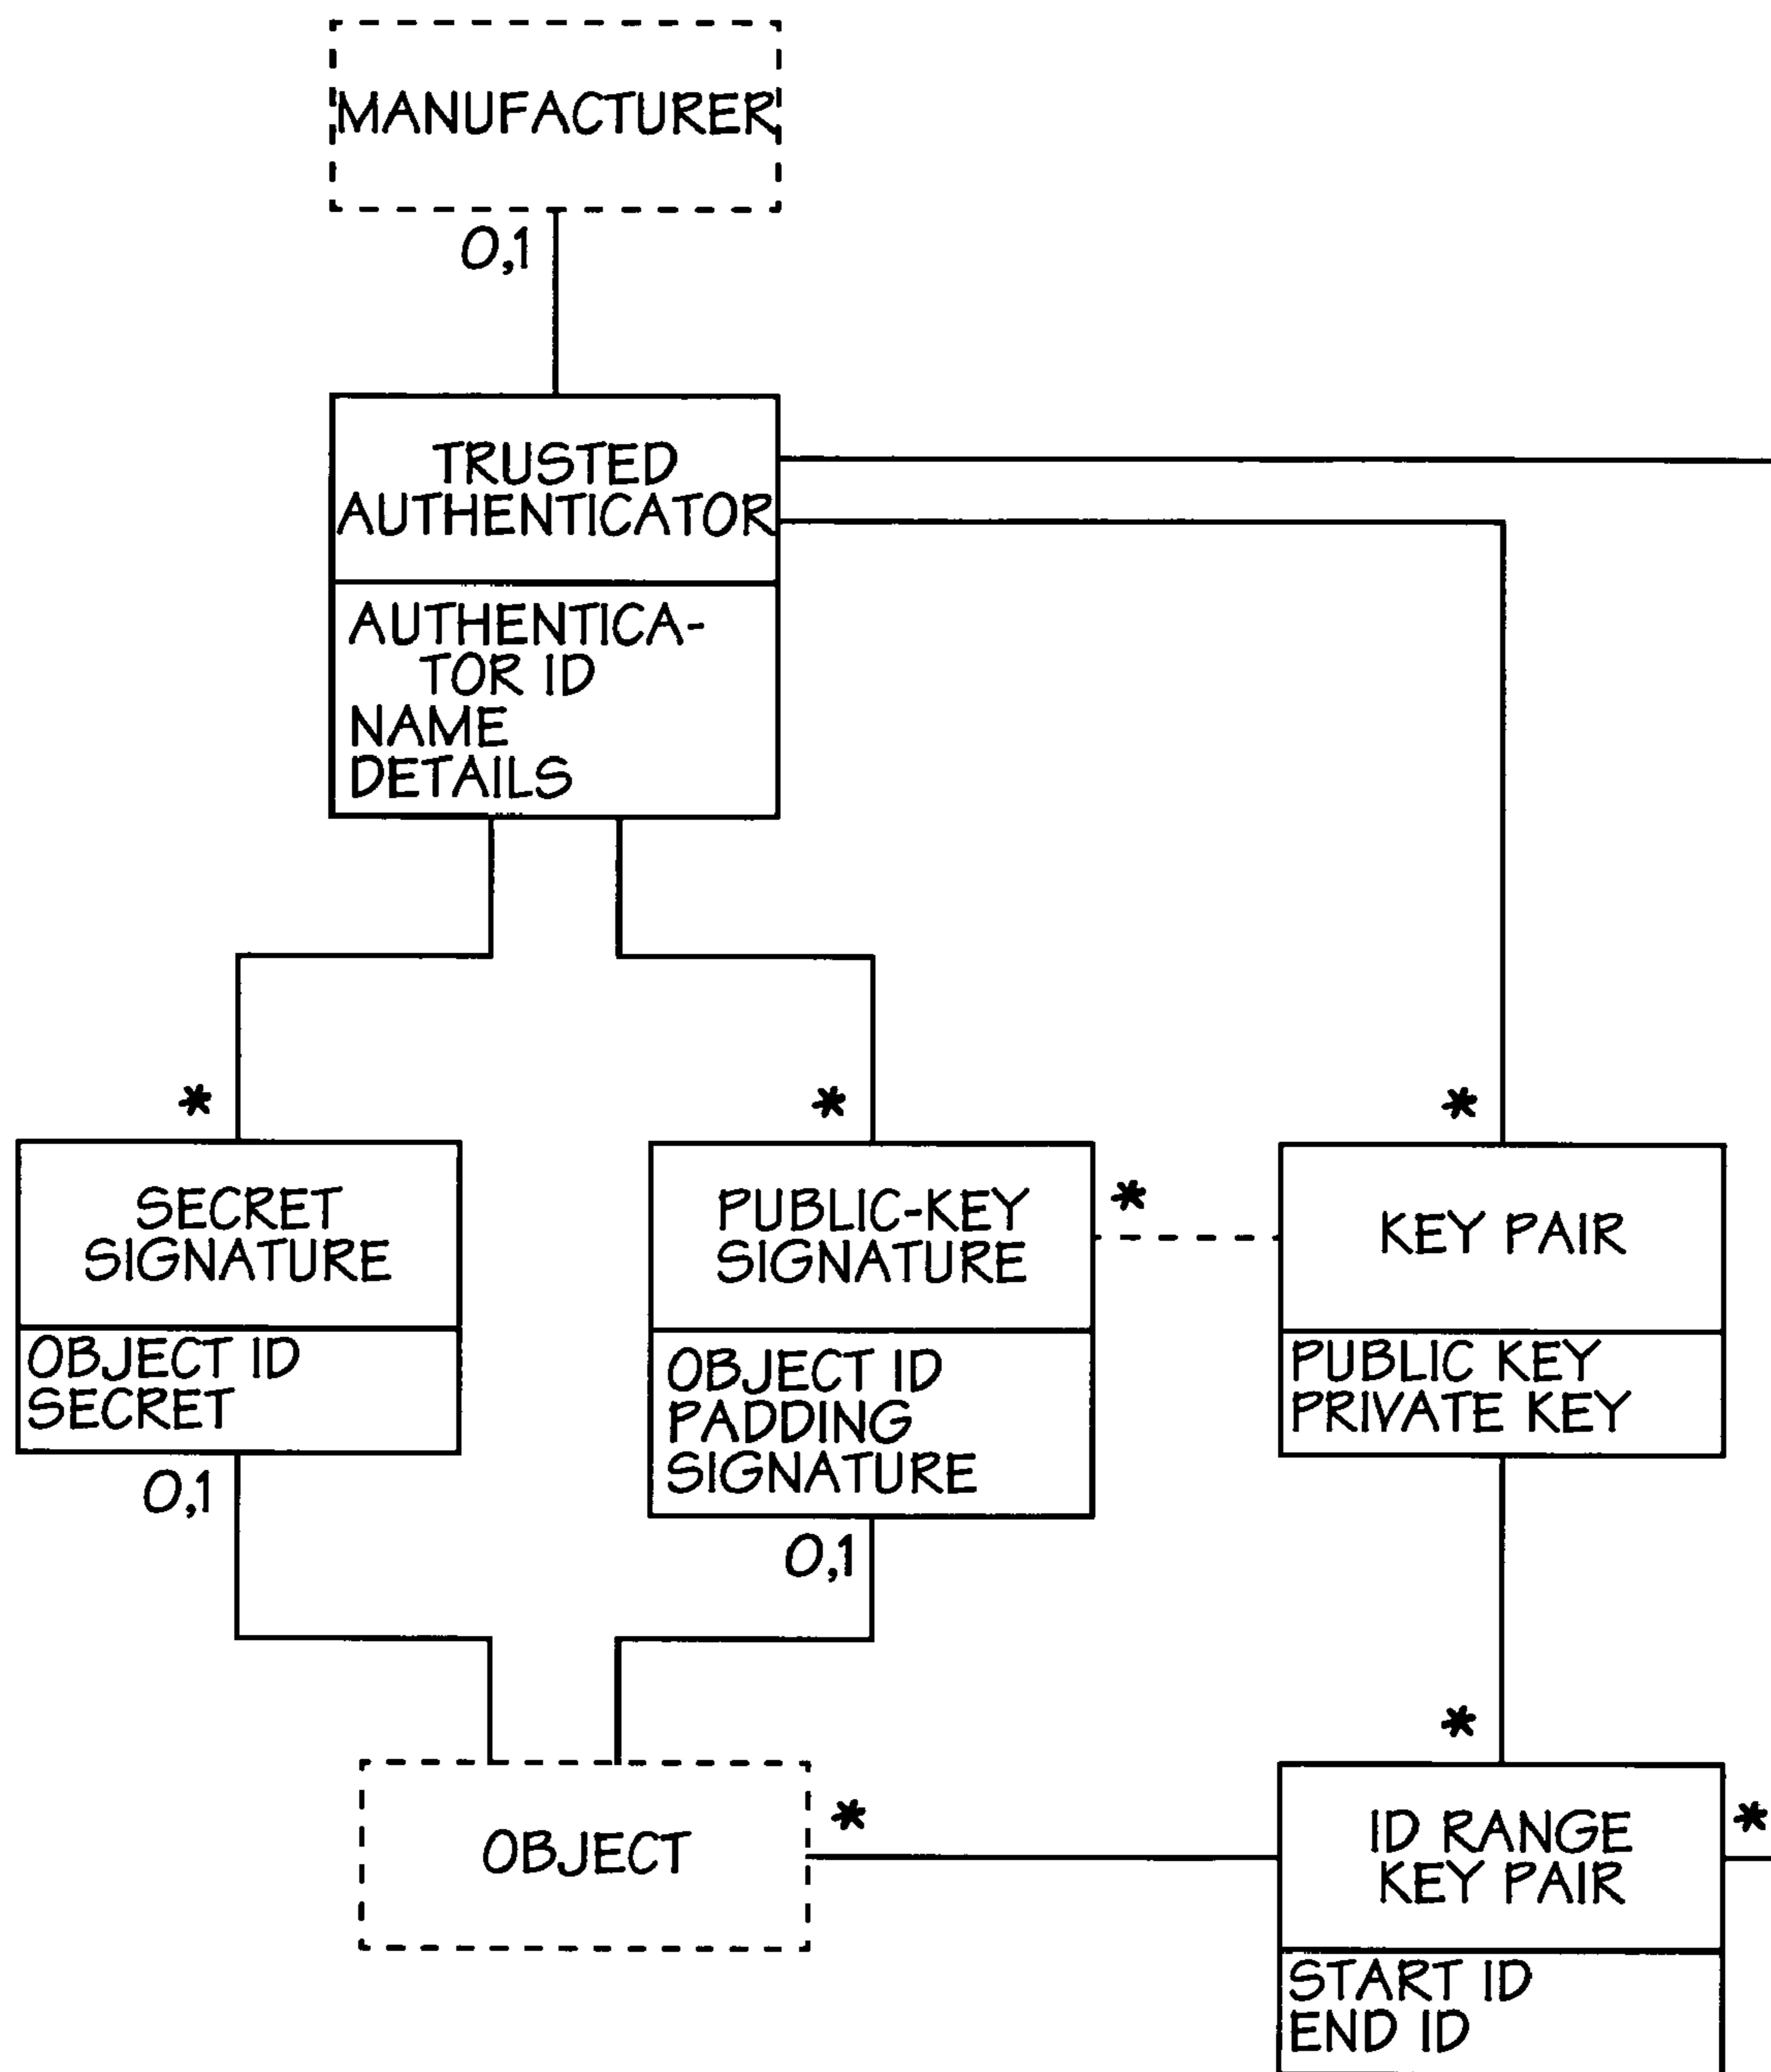 MANUFACTURER
0,1
TRUSTED
AUTHENTICATOR
AUTHENTICA-
TOR ID
NAME
DETAILS
*
*
*
SECRET
SIGNATURE
OBJECT ID
SECRET
0,1
PUBLIC-KEY
SIGNATURE
*
OBJECT ID
PADDING
SIGNATURE
0,1
KEY PAIR
PUBLIC KEY
PRIVATE KEY
*
OBJECT
*
ID RANGE
KEY PAIR
*
START ID
END ID